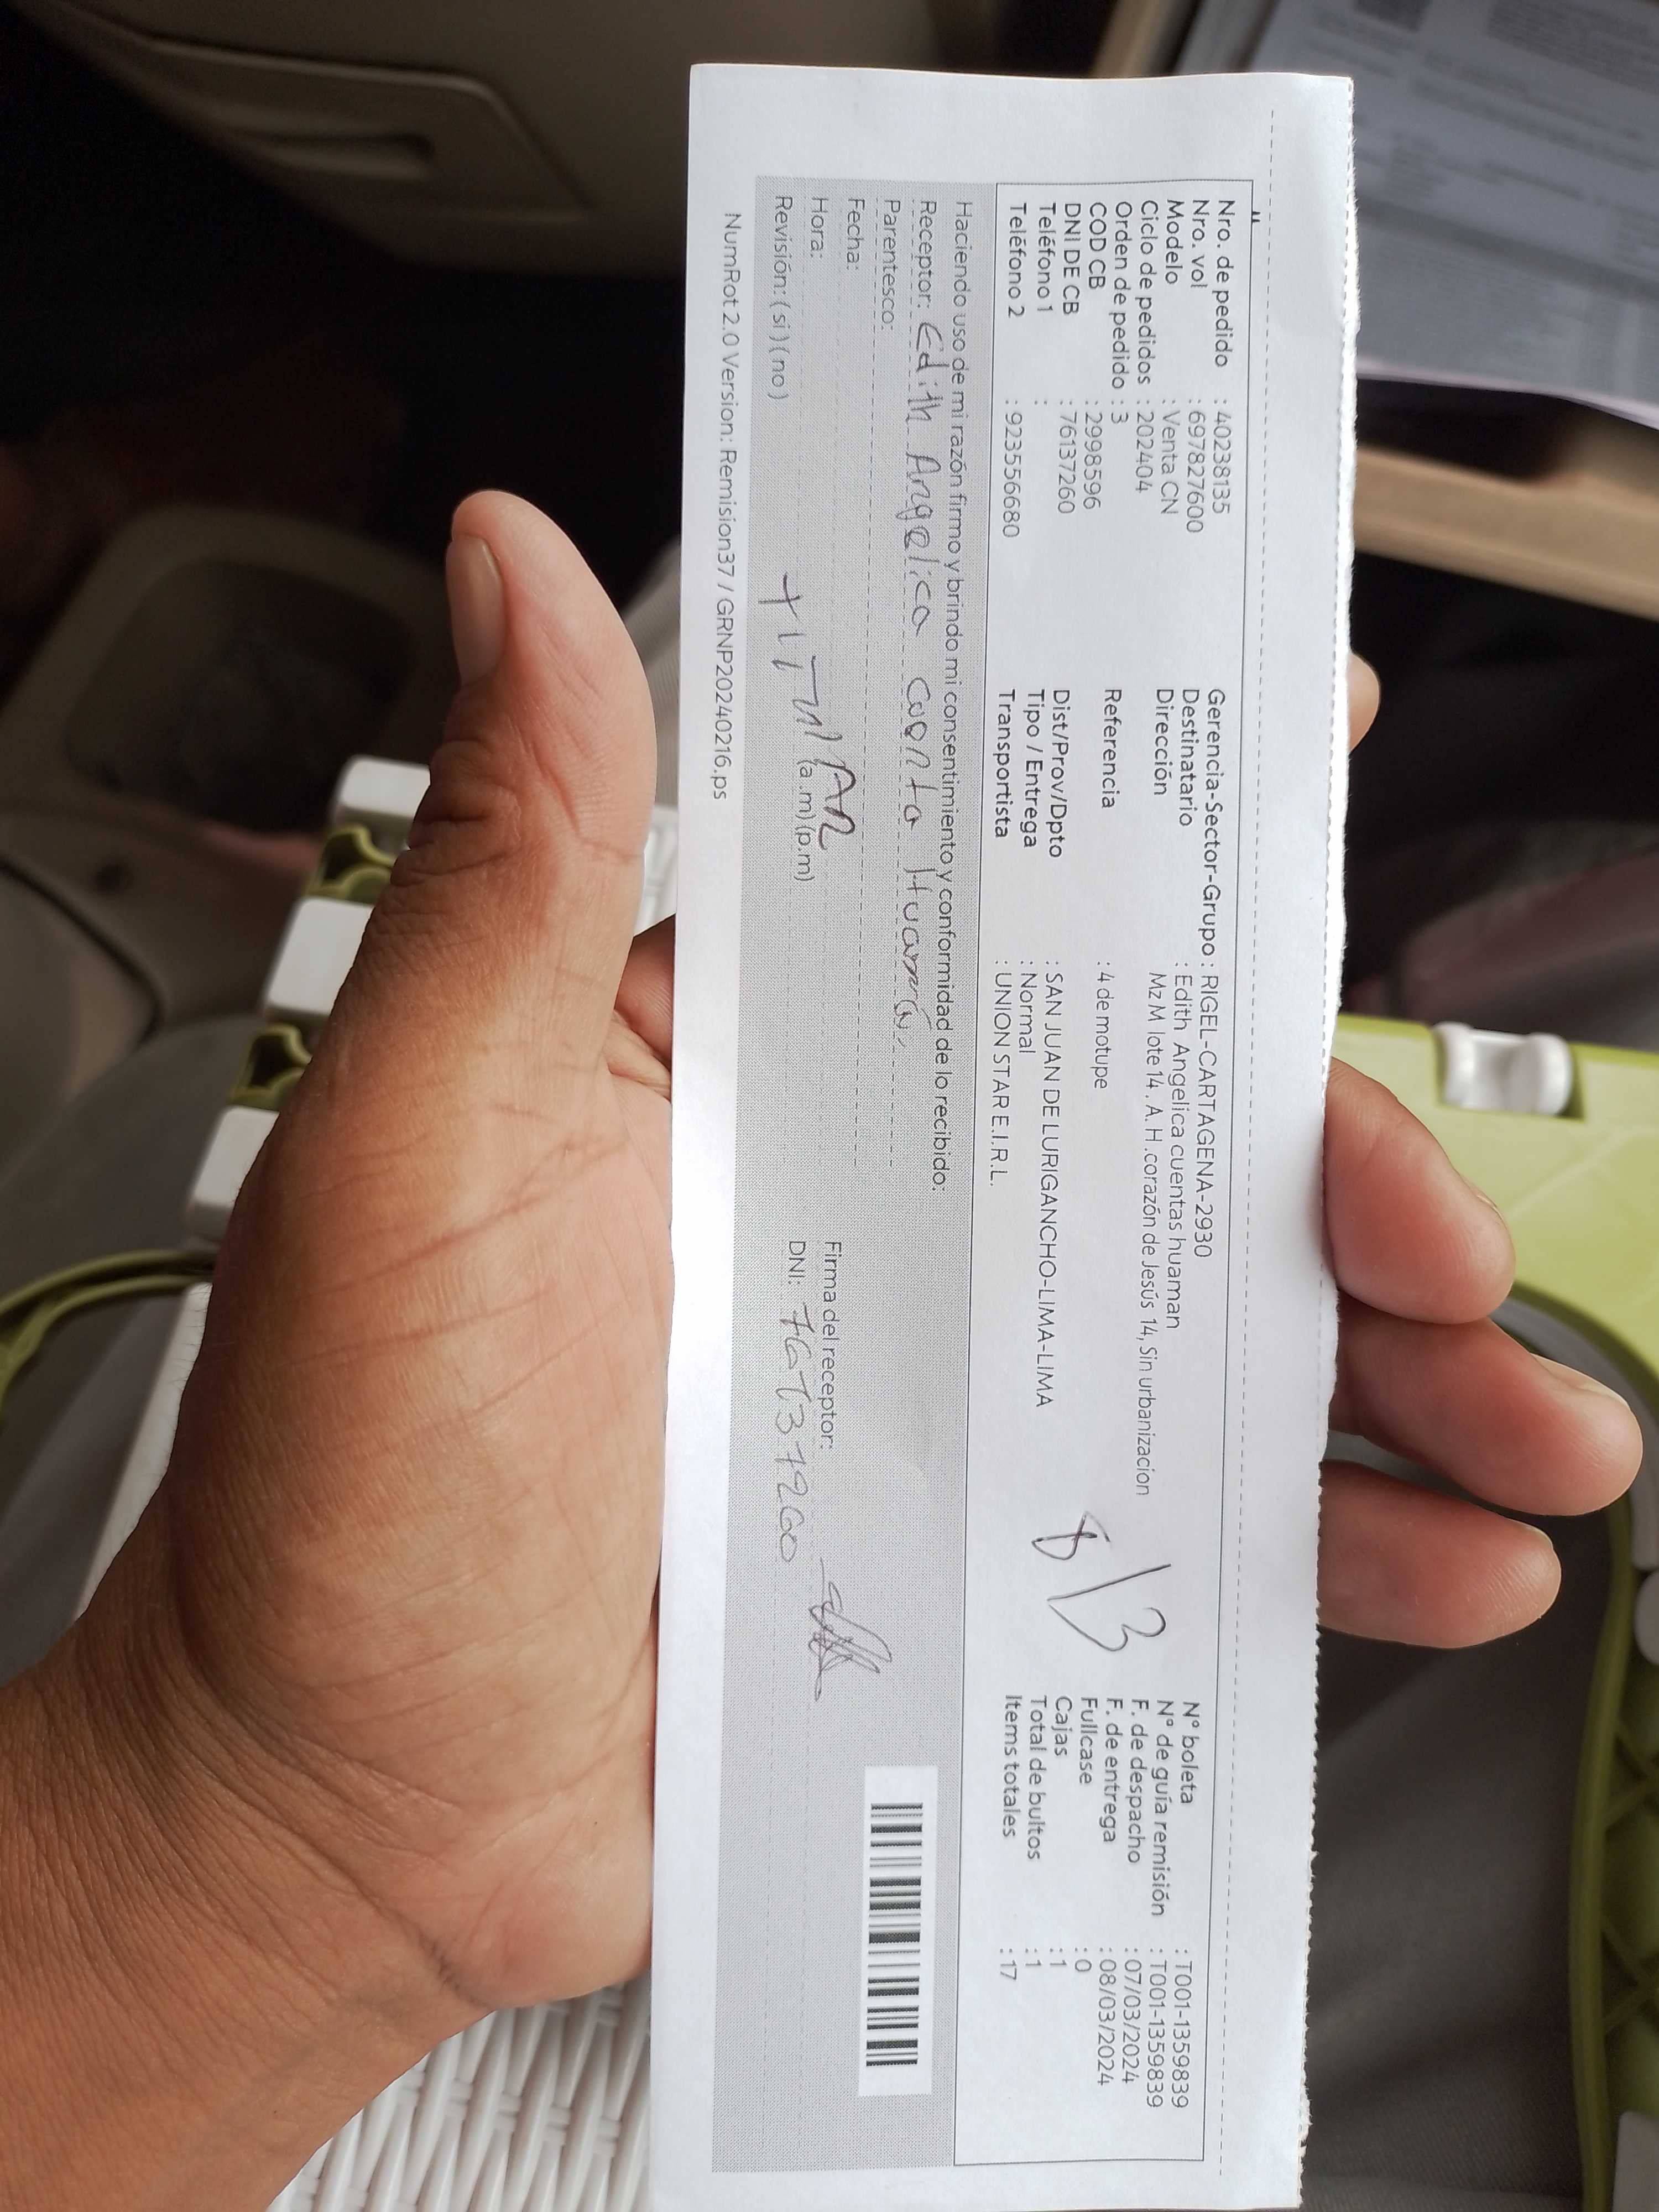 Nro. de pedido : 40238135
Nro. vol : 697827600
Modelo : Venta CN
Ciclo de pedidos : 202404
Orden de pedido : 3
COD CB : 2998596
DNI DE CB : 76137260
Teléfono 1 :
Teléfono 2 : 923556680
Gerencia-Sector-Grupo : RIGEL-CARTAGENA-2930
Destinatario : Edith Angelica cuentas huaman
Dirección Mz M lote 14. A. H .corazón de Jesús 14, Sin urbanizacion
Referencia : 4 de motupe
Dist/Prov/Dpto : SAN JUAN DE LURIGANCHO-LIMA-LIMA
Tipo / Entrega : Normal
Transportista : UNION STAR E.I.R.L.
N° boleta : T001-1359839
N° de guía remisión : T001-1359839
F. de despacho : 07/03/2024
F. de entrega : 08/03/2024
Fullcase : 0
Cajas : 1
Total de bultos : 1
Items totales : 17
Haciendo uso de mi razón firmo y brindo mi consentimiento y conformidad de lo recibido:
Receptor: Edith Angelica
Parentesco:
Fecha:
Hora: (a .m) (p.m)
Revisión: ( si ) ( no ) TITULAR
Firma del receptor:
DNI: 76137260
NumRot 2.0 Version: Remision37 / GRNP20240216.ps